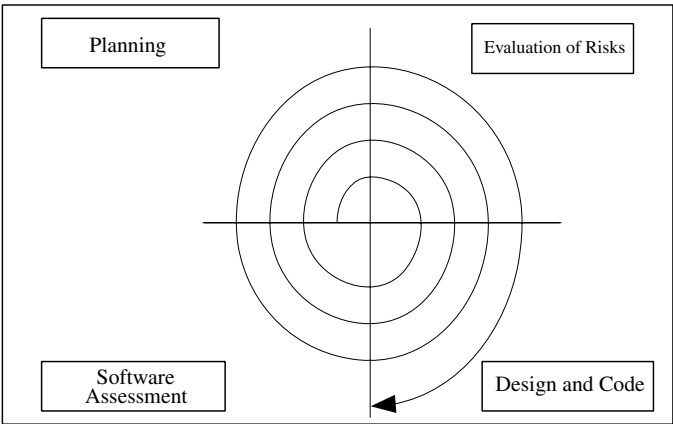 Planning
Evaluation of Risks
Software
Assessment
Design and Code